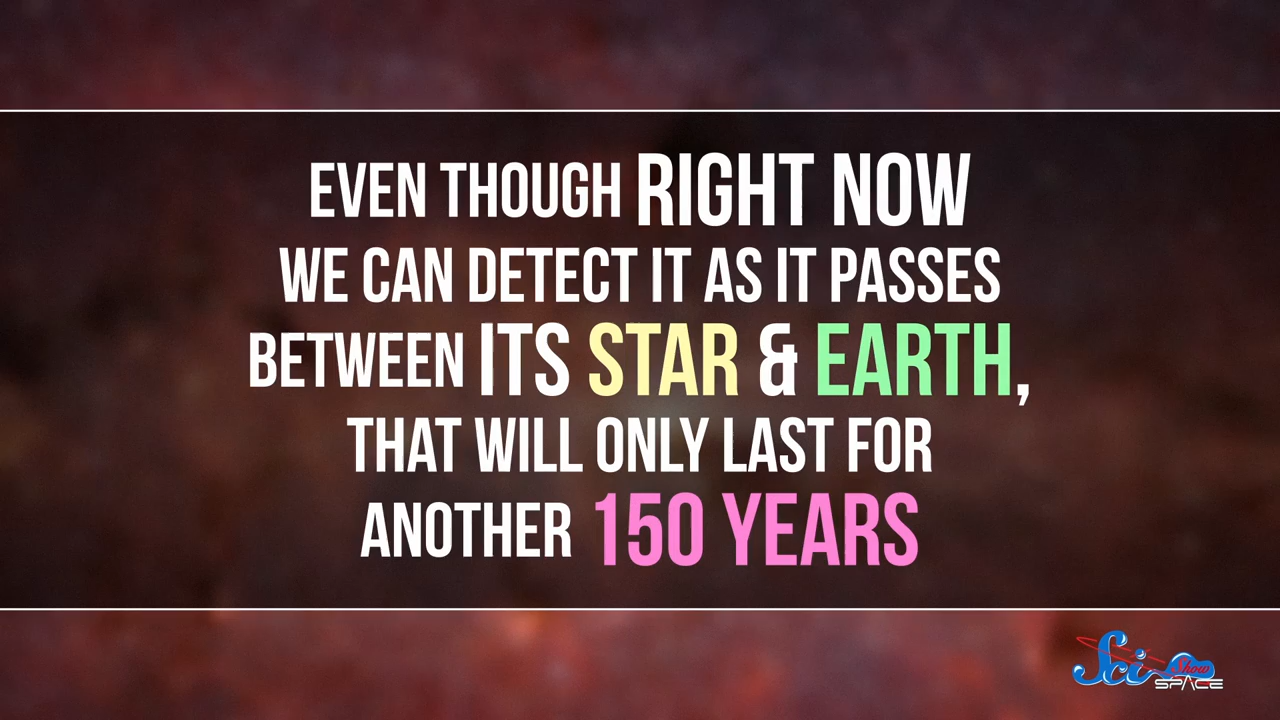 EVEN THOUGH RIGHT NOW
WE CAN DETECT IT AS IT PASSES
BETWEEN ITS STAR & EARTH,
THAT WILL ONLY LAST FOR
ANOTHER 150 YEARS
Sci Show
SPACE